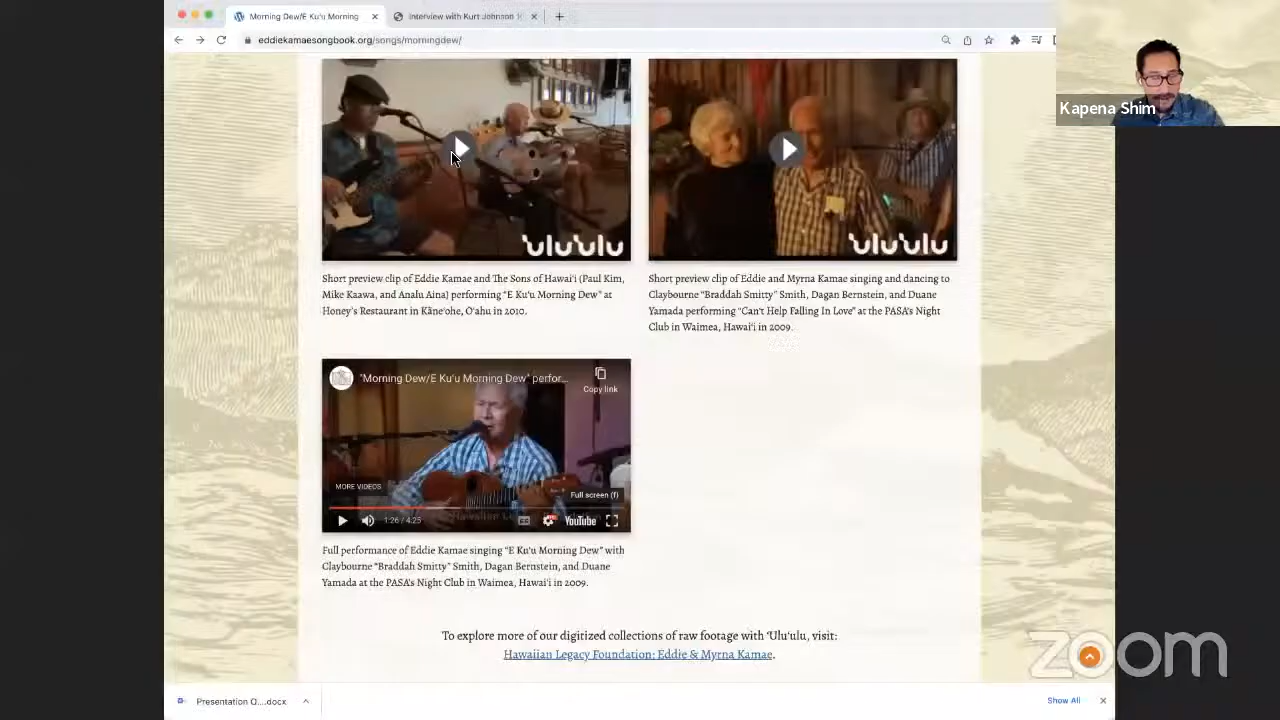 Morning Dew/E Ku'u Morning
Interview with Kurt Johnson
eddiekamaesongbook.org/songs/morningdew/
Kapena Shim
ʻuluʻulu
ʻuluʻulu
Short preview clip of Eddie Kamae and The Sons of Hawai'i (Paul Kim,
Mike Kaawa, and Analu Aina) performing "E Ku'u Morning Dew" at
Honey's Restaurant in Kāne'ohe, O'ahu in 2010.
Short preview clip of Eddie and Myrna Kamae singing and dancing to
Claybourne "Braddah Smitty" Smith, Dagan Bernstein, and Duane
Yamada performing "Can't Help Falling In Love" at the PASA's Night
Club in Waimea, Hawai'i in 2009.
"Morning Dew/E Ku'u Morning Dew" perfor...
Copy link
MORE VIDEOS
Full screen (f)
1:26 / 4:25
YouTube
Full performance of Eddie Kamae singing "E Ku'u Morning Dew" with
Claybourne "Braddah Smitty" Smith, Dagan Bernstein, and Duane
Yamada at the PASA's Night Club in Waimea, Hawai'i in 2009.
To explore more of our digitized collections of raw footage with 'Ulu'ulu, visit:
Hawaiian Legacy Foundation: Eddie & Myrna Kamae.
zoom
Presentation Q....docx
Show All